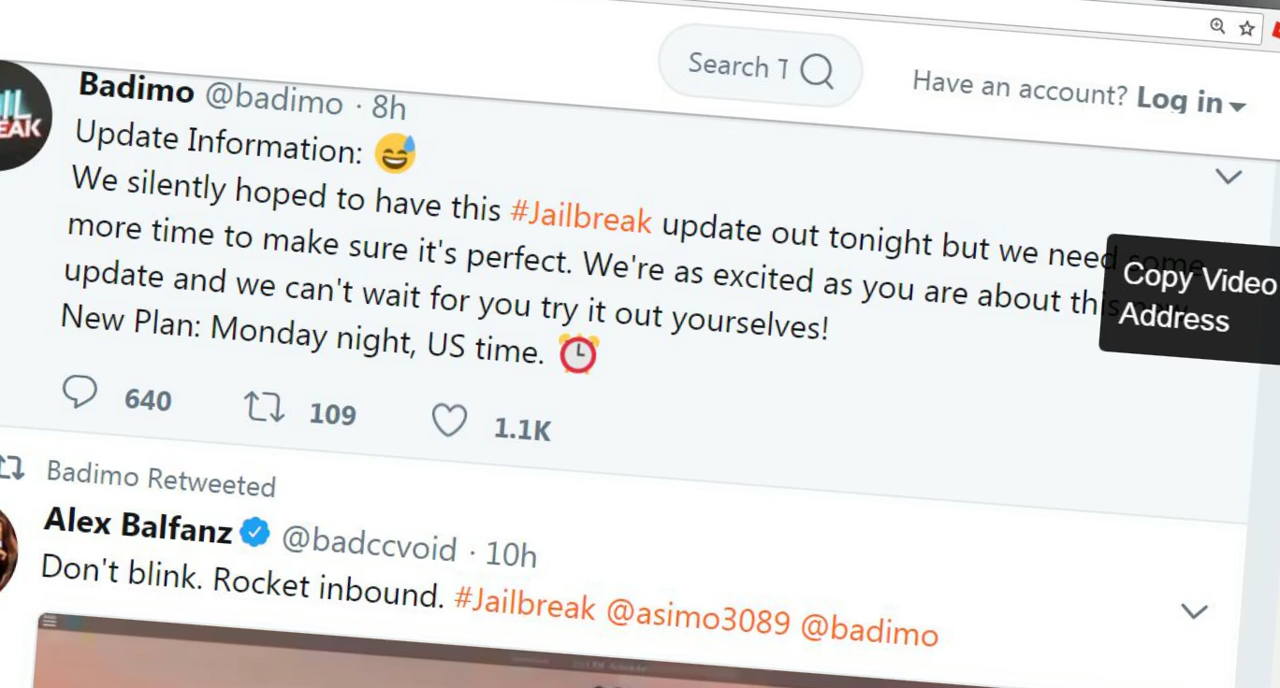 Search T
Have an account? Log in
Badimo @badimo · 8h
Update Information: 😅
We silently hoped to have this #Jailbreak update out tonight but we need some
more time to make sure it's perfect. We're as excited as you are about this
update and we can't wait for you try it out yourselves!
New Plan: Monday night, US time. ⏰
Copy Video
Address
640 109 1.1K
Badimo Retweeted
Alex Balfanz @badccvoid · 10h
Don't blink. Rocket inbound. #Jailbreak @asimo3089 @badimo